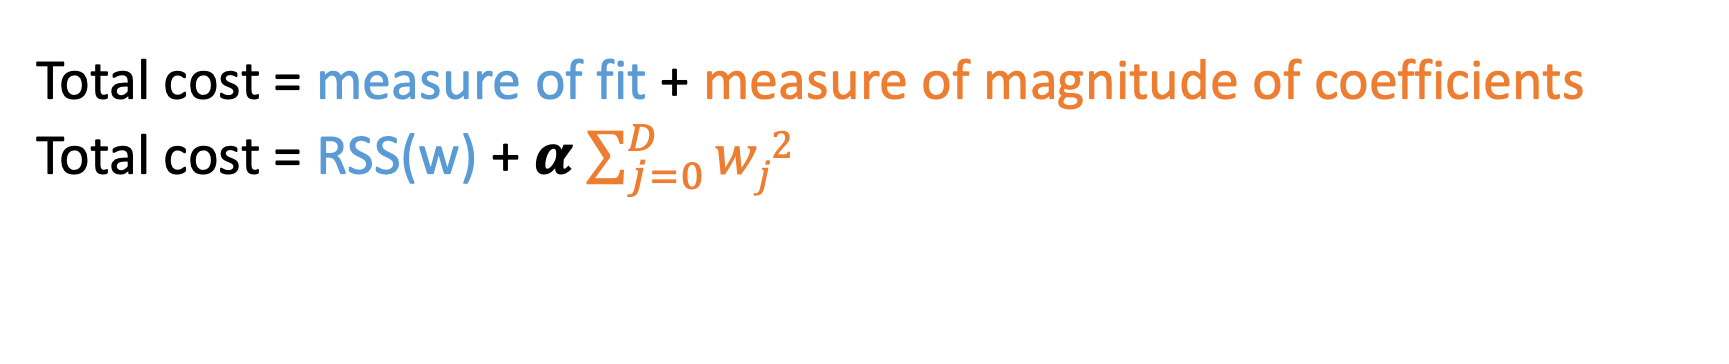 Total cost = measure of fit + measure of magnitude of coefficients
Total cost = RSS(w) + 𝜶 ∑_{𝑗=0}^{𝐷} 𝑤_𝑗^2